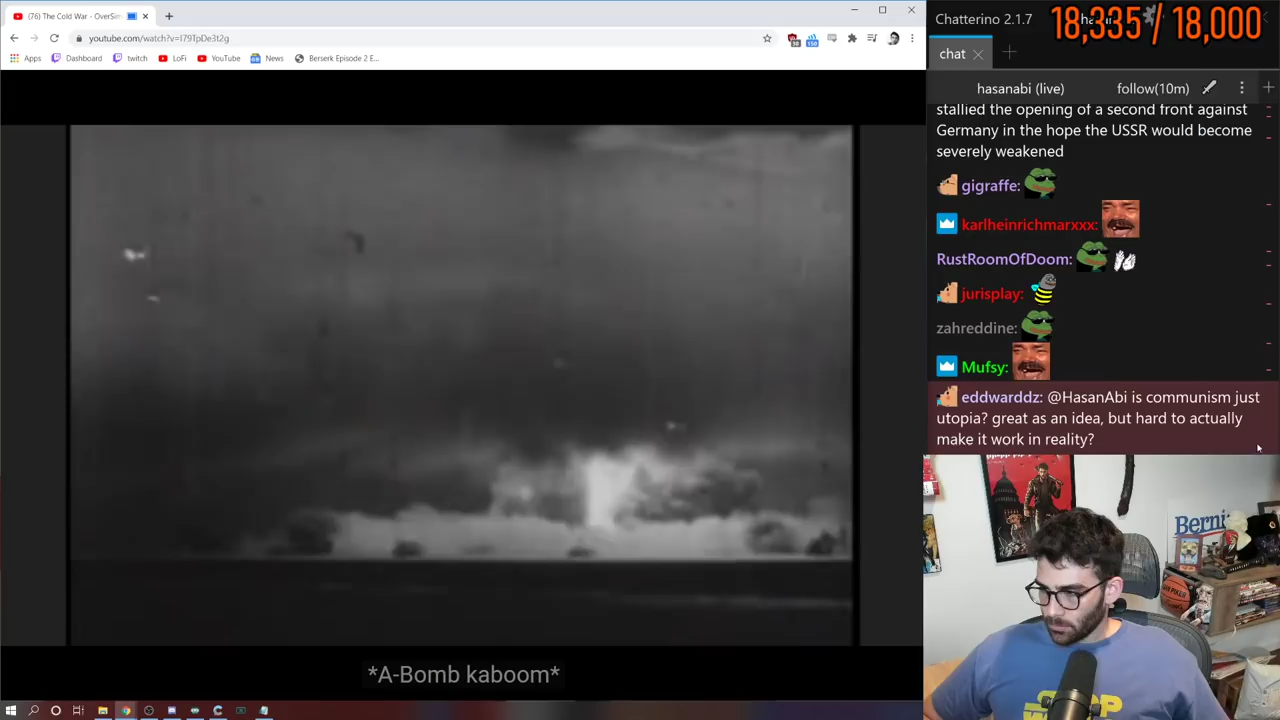 (76) The Cold War - OverSim
youtube.com/watch?v=I79TpDe3t2g
Apps Dashboard twitch LoFi YouTube News Berserk Episode 2 E...
*A-Bomb kaboom*
Chatterino 2.1.7
18,335 / 18,000
chat
hasanabi (live) follow(10m)
stallied the opening of a second front against
Germany in the hope the USSR would become
severely weakened
gigraffe:
karlheinrichmarxxx:
RustRoomOfDoom:
jurisplay:
zahreddine:
Mufsy:
eddwarddz: @HasanAbi is communism just
utopia? great as an idea, but hard to actually
make it work in reality?
Bernie